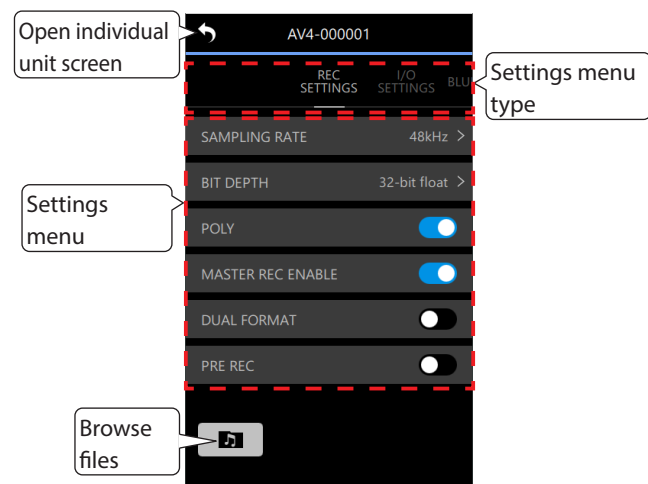 Open individual
unit screen
AV4-000001
REC
SETTINGS
I/O
SETTINGS
BLU
Settings menu
type
SAMPLING RATE 48kHz >
BIT DEPTH 32-bit float >
Settings
menu
POLY
MASTER REC ENABLE
DUAL FORMAT
PRE REC
Browse
files